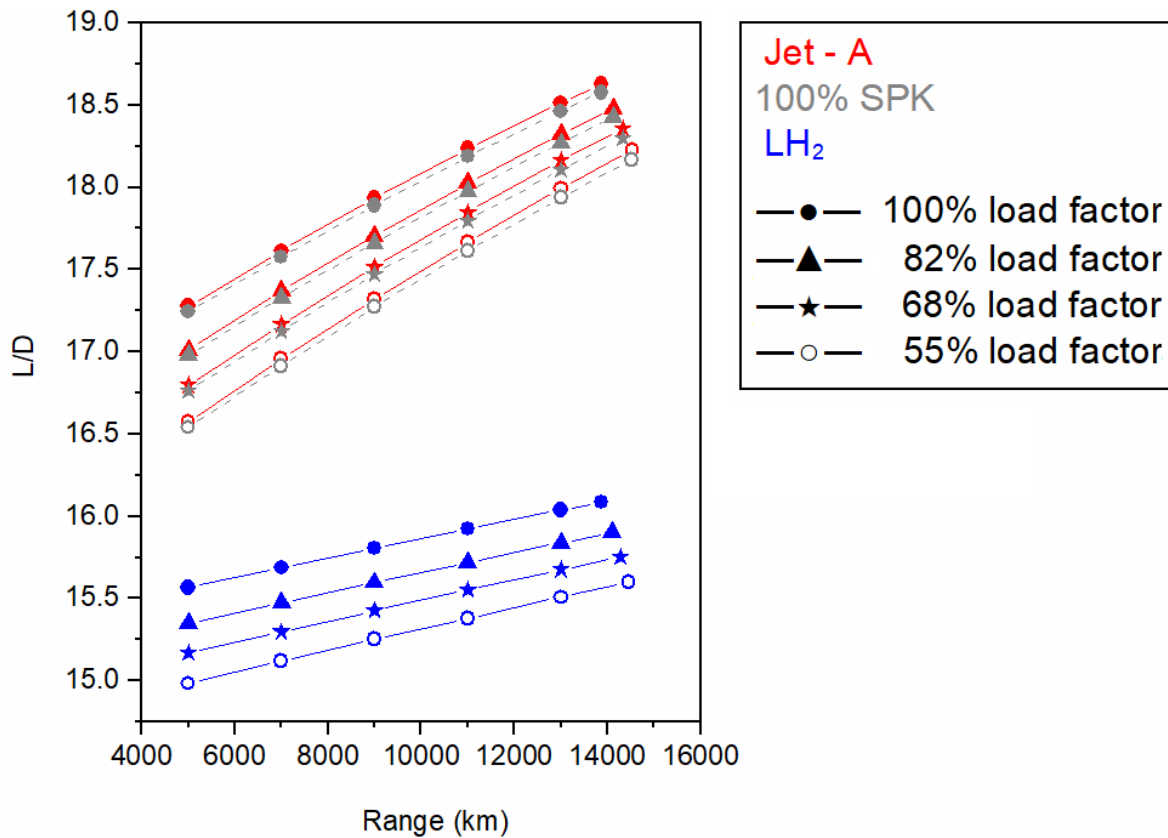 19.0
18.5
18.0
17.5
17.0
16.5
16.0
15.5
15.0
L/D
4000 6000 8000 10000 12000 14000 16000
Range (km)
Jet - A
100% SPK
LH₂
100% load factor
82% load factor
68% load factor
55% load factor